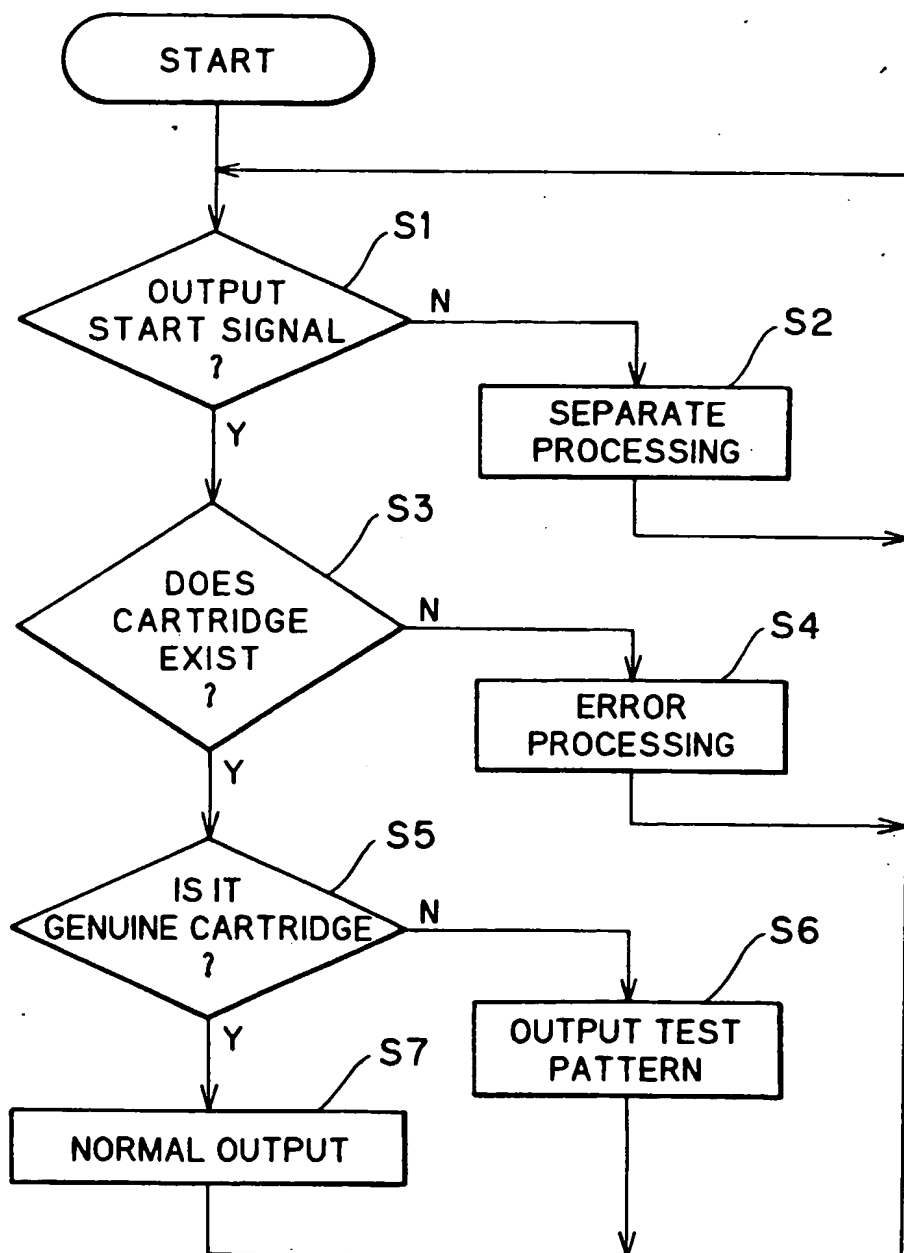 START
S1
OUTPUT
START SIGNAL
?
N
Y
S2
SEPARATE
PROCESSING
S3
DOES
CARTRIDGE
EXIST
?
N
Y
S4
ERROR
PROCESSING
S5
IS IT
GENUINE CARTRIDGE
?
N
Y
S6
OUTPUT TEST
PATTERN
S7
NORMAL OUTPUT